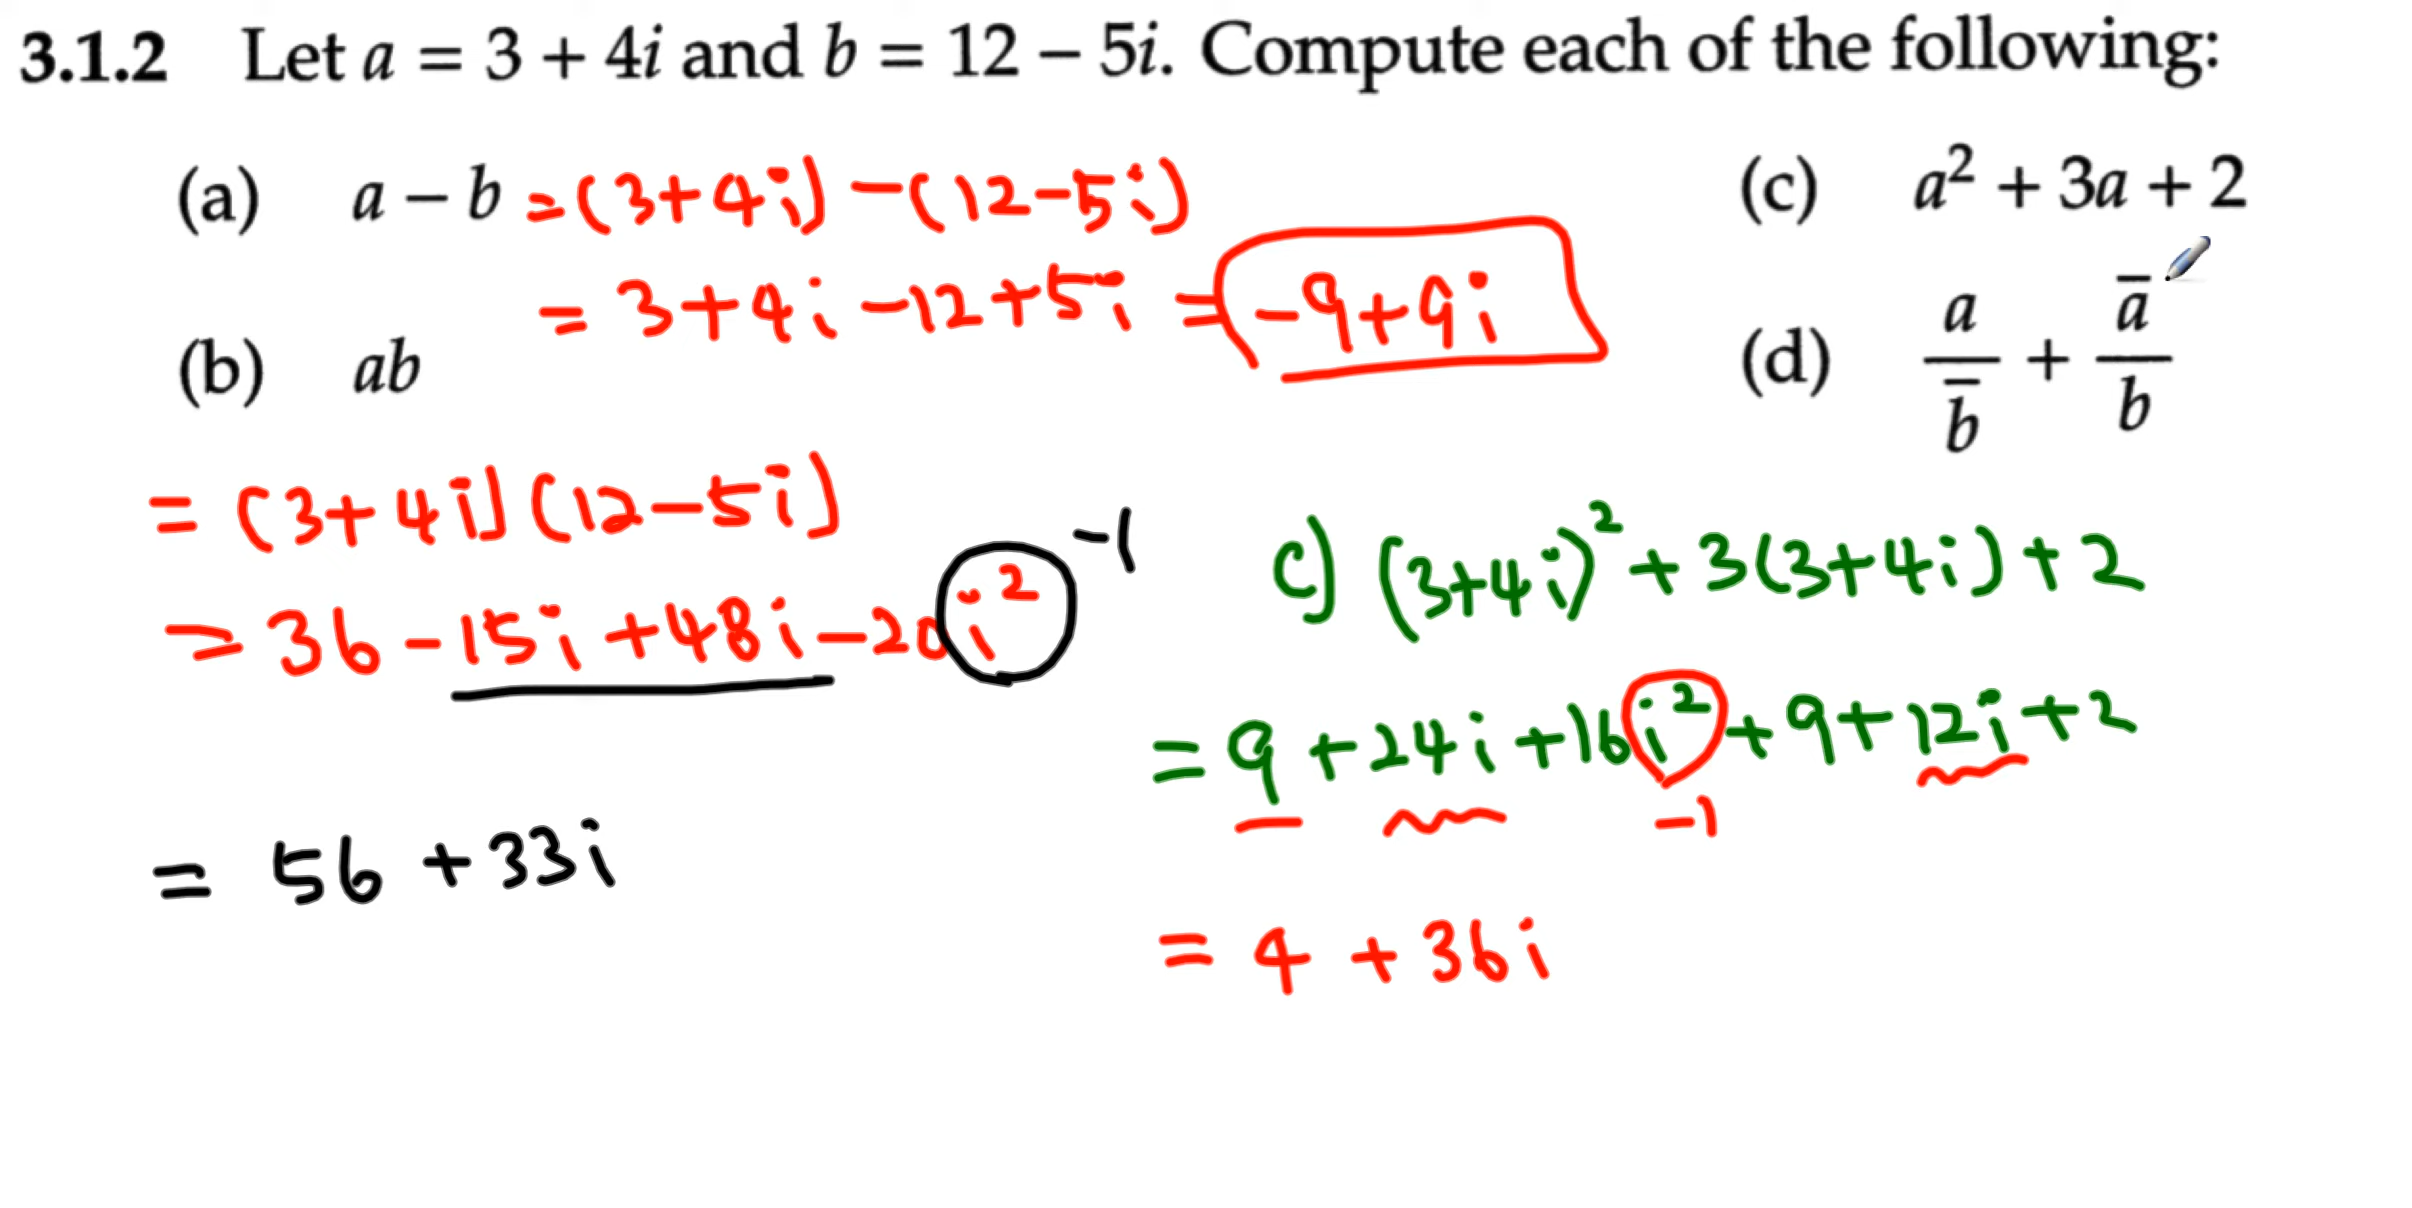 3.1.2 Let a = 3 + 4i and b = 12 − 5i. Compute each of the following:
(a) a − b = (3+4i) −(12−5i)
= 3+4i −12+5i = −9+9i
(b) ab
= (3+4i)(12−5i)
= 36 −15i +48i −20i² −1
= 56 +33i
(c) a² + 3a + 2
(d) a/b̅ + a̅/b
c) (3+4i)² + 3(3+4i) + 2
= 9 +24i +16i² +9+12i +2
−1
= 4 +36i